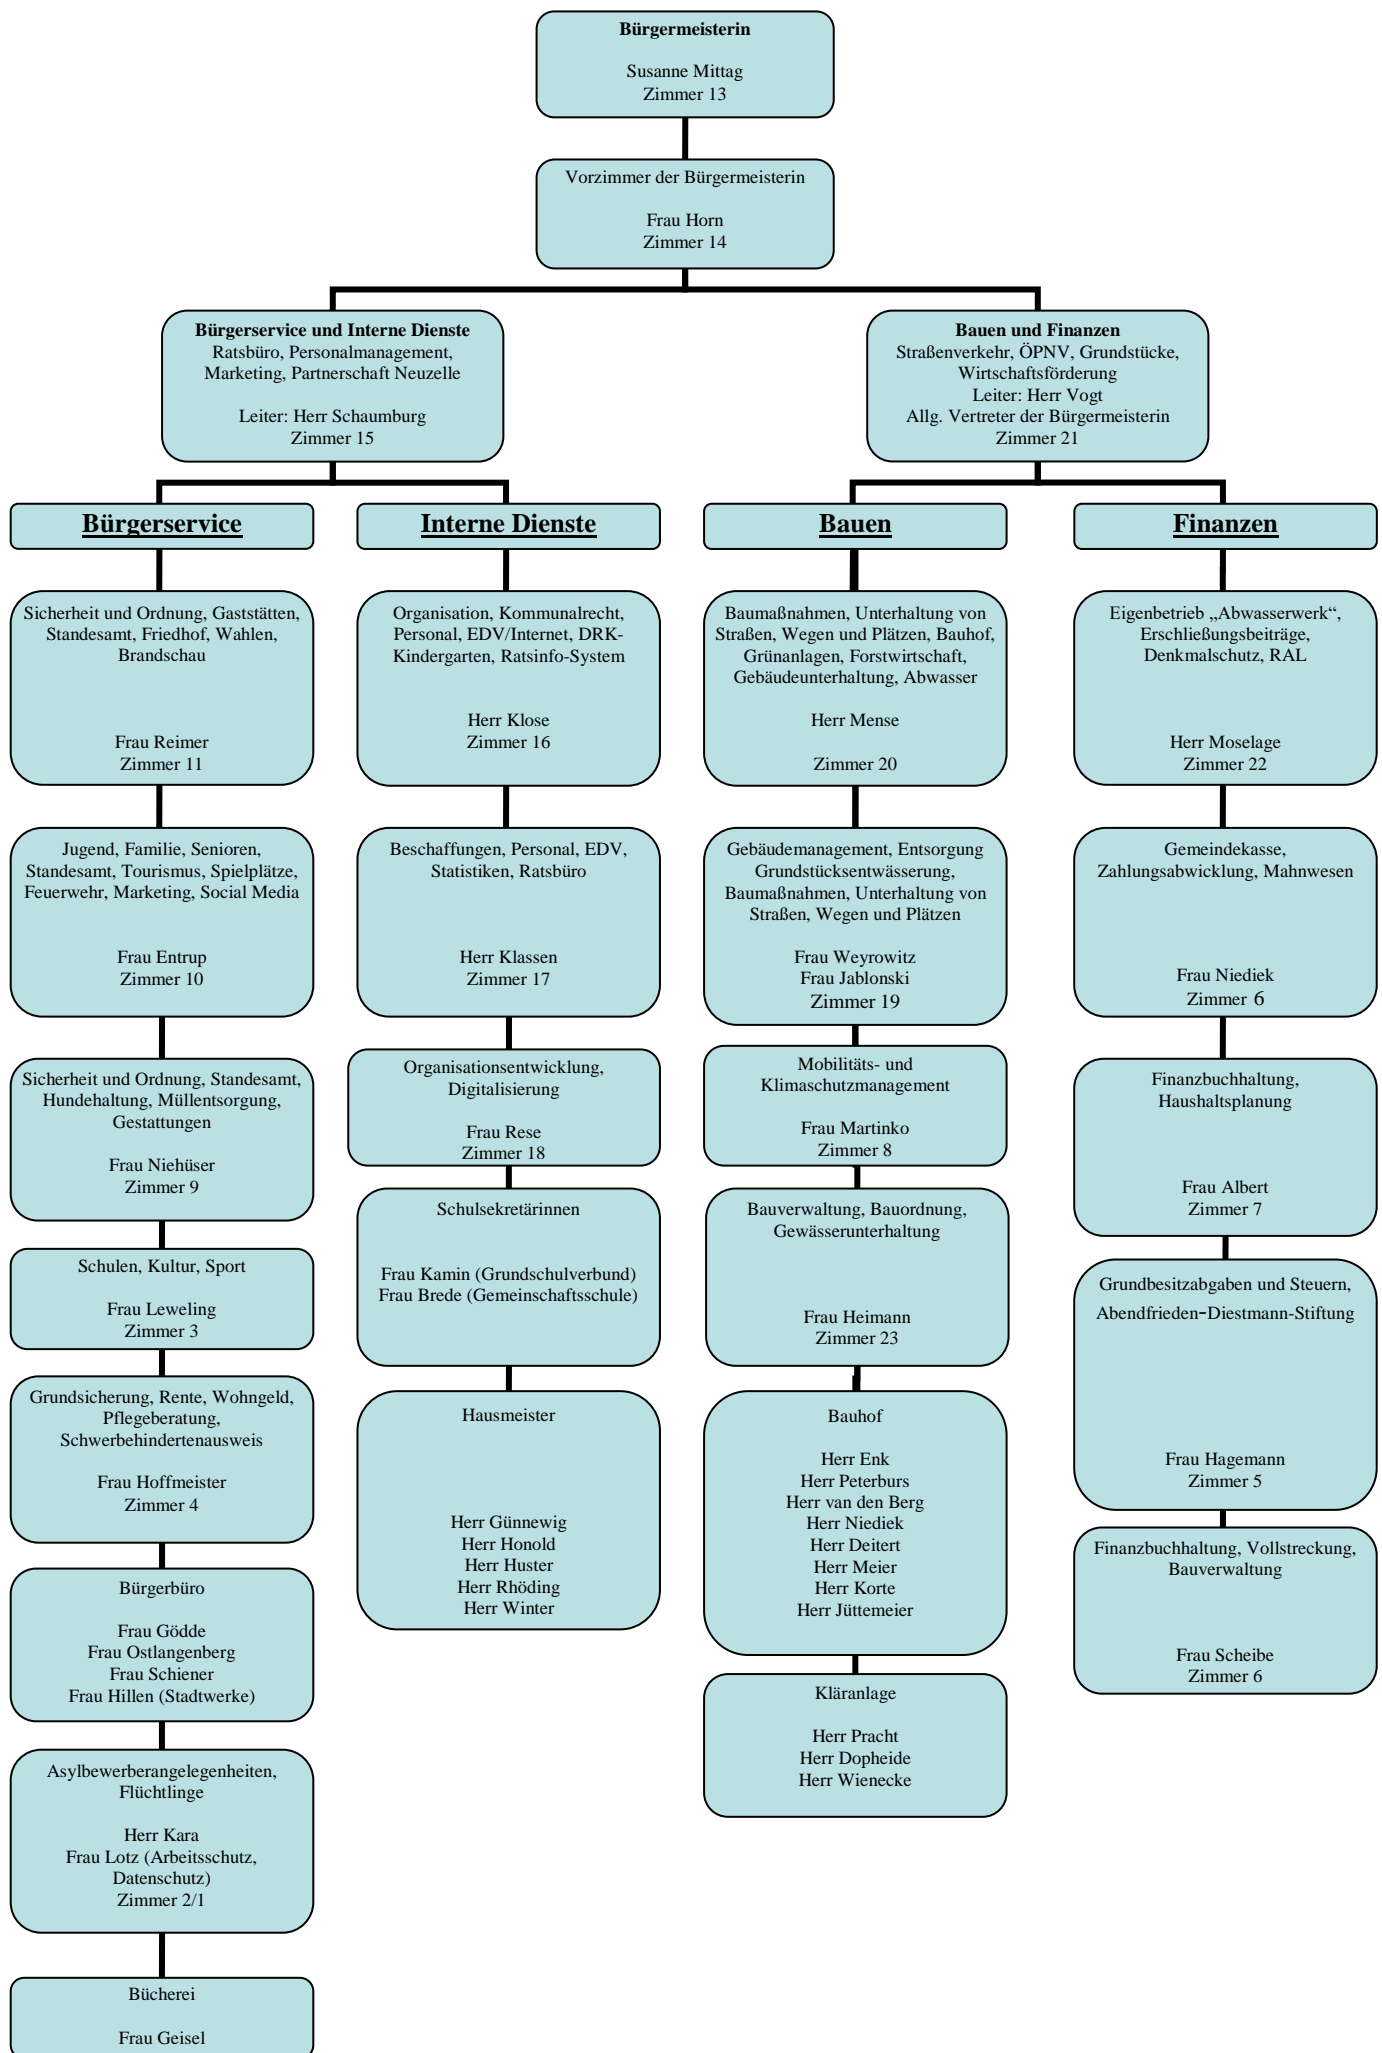 Bürgermeisterin
Susanne Mittag
Zimmer 13
Vorzimmer der Bürgermeisterin
Frau Horn
Zimmer 14
Bürgerservice und Interne Dienste
Ratsbüro, Personalmanagement,
Marketing, Partnerschaft Neuzelle
Leiter: Herr Schaumburg
Zimmer 15
Bauen und Finanzen
Straßenverkehr, ÖPNV, Grundstücke,
Wirtschaftsförderung
Leiter: Herr Vogt
Allg. Vertreter der Bürgermeisterin
Zimmer 21
Bürgerservice
Sicherheit und Ordnung, Gaststätten,
Standesamt, Friedhof, Wahlen,
Brandschau
Frau Reimer
Zimmer 11
Jugend, Familie, Senioren,
Standesamt, Tourismus, Spielplätze,
Feuerwehr, Marketing, Social Media
Frau Entrup
Zimmer 10
Sicherheit und Ordnung, Standesamt,
Hundehaltung, Müllentsorgung,
Gestattungen
Frau Niehüser
Zimmer 9
Schulen, Kultur, Sport
Frau Leweling
Zimmer 3
Grundsicherung, Rente, Wohngeld,
Pflegeberatung,
Schwerbehindertenausweis
Frau Hoffmeister
Zimmer 4
Bürgerbüro
Frau Gödde
Frau Ostlangenberg
Frau Schiener
Frau Hillen (Stadtwerke)
Asylbewerberangelegenheiten,
Flüchtlinge
Herr Kara
Frau Lotz (Arbeitsschutz,
Datenschutz)
Zimmer 2/1
Bücherei
Frau Geisel
Interne Dienste
Organisation, Kommunalrecht,
Personal, EDV/Internet, DRK-
Kindergarten, Ratsinfo-System
Herr Klose
Zimmer 16
Beschaffungen, Personal, EDV,
Statistiken, Ratsbüro
Herr Klassen
Zimmer 17
Organisationsentwicklung,
Digitalisierung
Frau Rese
Zimmer 18
Schulsekretärinnen
Frau Kamin (Grundschulverbund)
Frau Brede (Gemeinschaftsschule)
Hausmeister
Herr Günnewig
Herr Honold
Herr Huster
Herr Rhöding
Herr Winter
Bauen
Baumaßnahmen, Unterhaltung von
Straßen, Wegen und Plätzen, Bauhof,
Grünanlagen, Forstwirtschaft,
Gebäudeunterhaltung, Abwasser
Herr Mense
Zimmer 20
Gebäudemanagement, Entsorgung
Grundstücksentwässerung,
Baumaßnahmen, Unterhaltung von
Straßen, Wegen und Plätzen
Frau Weyrowitz
Frau Jablonski
Zimmer 19
Mobilitäts- und
Klimaschutzmanagement
Frau Martinko
Zimmer 8
Bauverwaltung, Bauordnung,
Gewässerunterhaltung
Frau Heimann
Zimmer 23
Bauhof
Herr Enk
Herr Peterburs
Herr van den Berg
Herr Niediek
Herr Deitert
Herr Meier
Herr Korte
Herr Jüttemeier
Kläranlage
Herr Pracht
Herr Dopheide
Herr Wienecke
Finanzen
Eigenbetrieb „Abwasserwerk“,
Erschließungsbeiträge,
Denkmalschutz, RAL
Herr Moselage
Zimmer 22
Gemeindekasse,
Zahlungsabwicklung, Mahnwesen
Frau Niediek
Zimmer 6
Finanzbuchhaltung,
Haushaltsplanung
Frau Albert
Zimmer 7
Grundbesitzabgaben und Steuern,
Abendfrieden-Diestmann-Stiftung
Frau Hagemann
Zimmer 5
Finanzbuchhaltung, Vollstreckung,
Bauverwaltung
Frau Scheibe
Zimmer 6